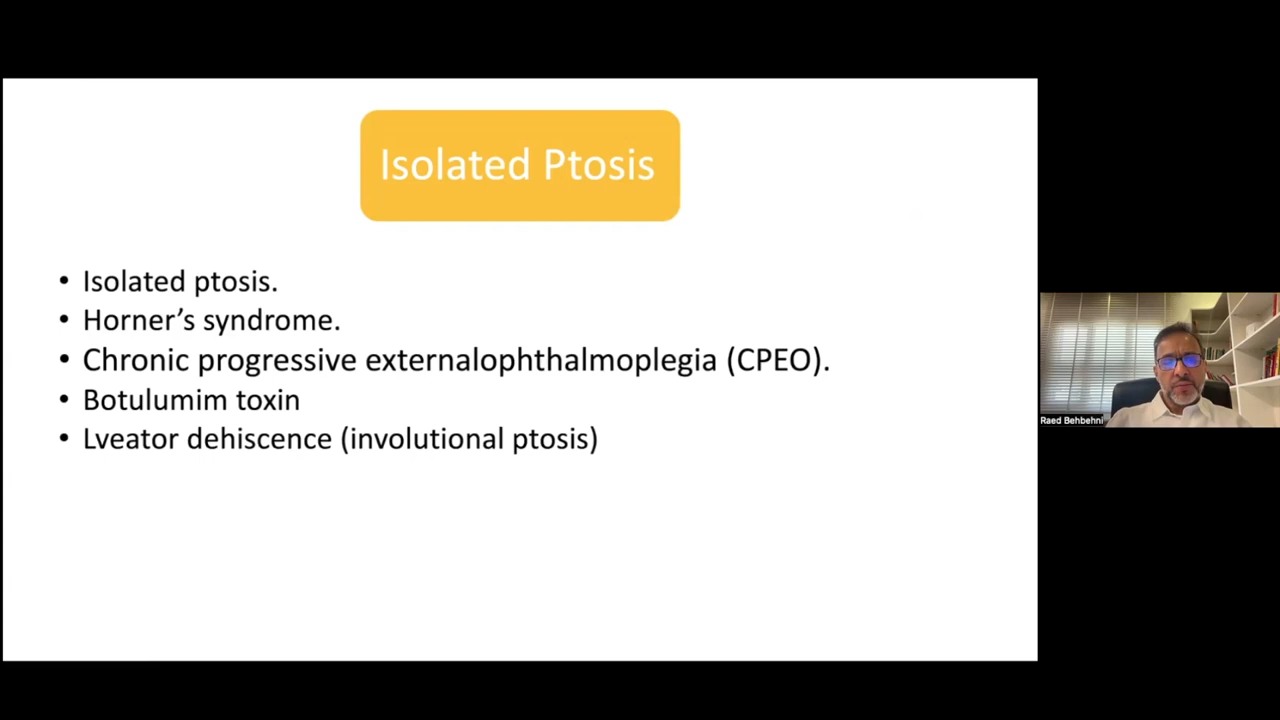 Isolated Ptosis
• Isolated ptosis.
• Horner’s syndrome.
• Chronic progressive externalophthalmoplegia (CPEO).
• Botulumim toxin
• Lveator dehiscence (involutional ptosis)
Raed Behbehni